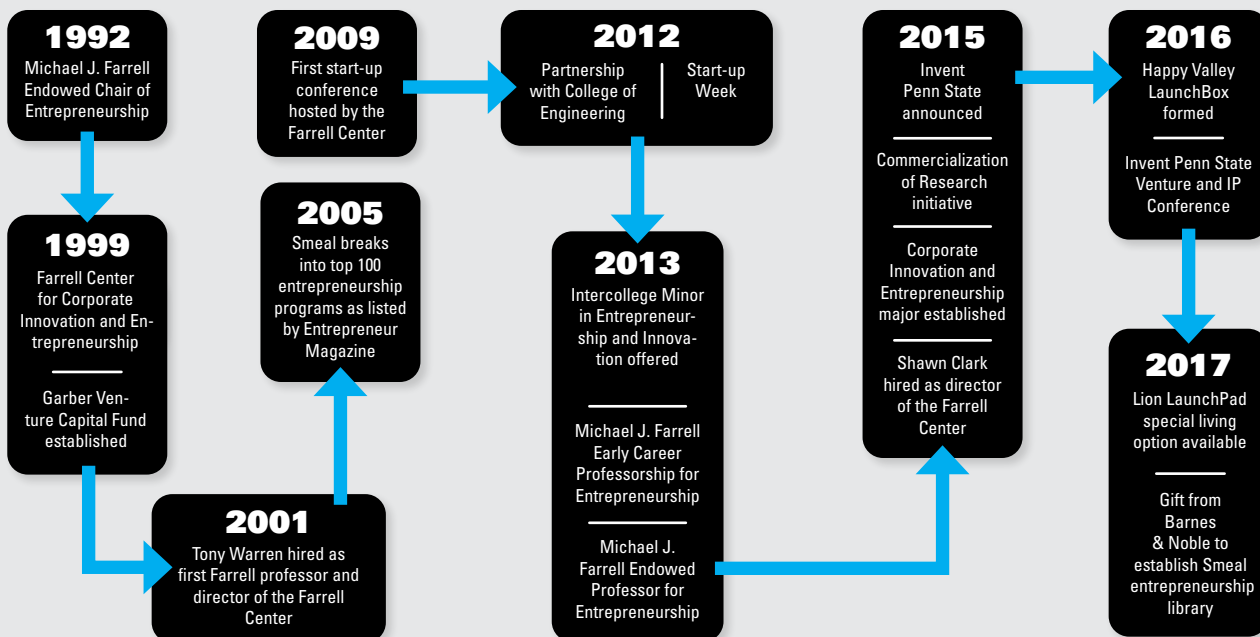 1992
Michael J. Farrell
Endowed Chair of
Entrepreneurship
1999
Farrell Center
for Corporate
Innovation and En-
trepreneurship
Garber Ven-
ture Capital Fund
established
2001
Tony Warren hired as
first Farrell professor and
director of the Farrell
Center
2005
Smeal breaks
into top 100
entrepreneurship
programs as listed
by Entrepreneur
Magazine
2009
First start-up
conference
hosted by the
Farrell Center
2012
Partnership
with College of
Engineering
Start-up
Week
2013
Intercollege Minor
in Entrepreneur-
ship and Innova-
tion offered
Michael J. Farrell
Early Career
Professorship for
Entrepreneurship
Michael J.
Farrell Endowed
Professor for
Entrepreneurship
2015
Invent
Penn State
announced
Commercialization
of Research
initiative
Corporate
Innovation and
Entrepreneurship
major established
Shawn Clark
hired as director
of the Farrell
Center
2016
Happy Valley
LaunchBox
formed
Invent Penn State
Venture and IP
Conference
2017
Lion LaunchPad
special living
option available
Gift from
Barnes
& Noble to
establish Smeal
entrepreneurship
library